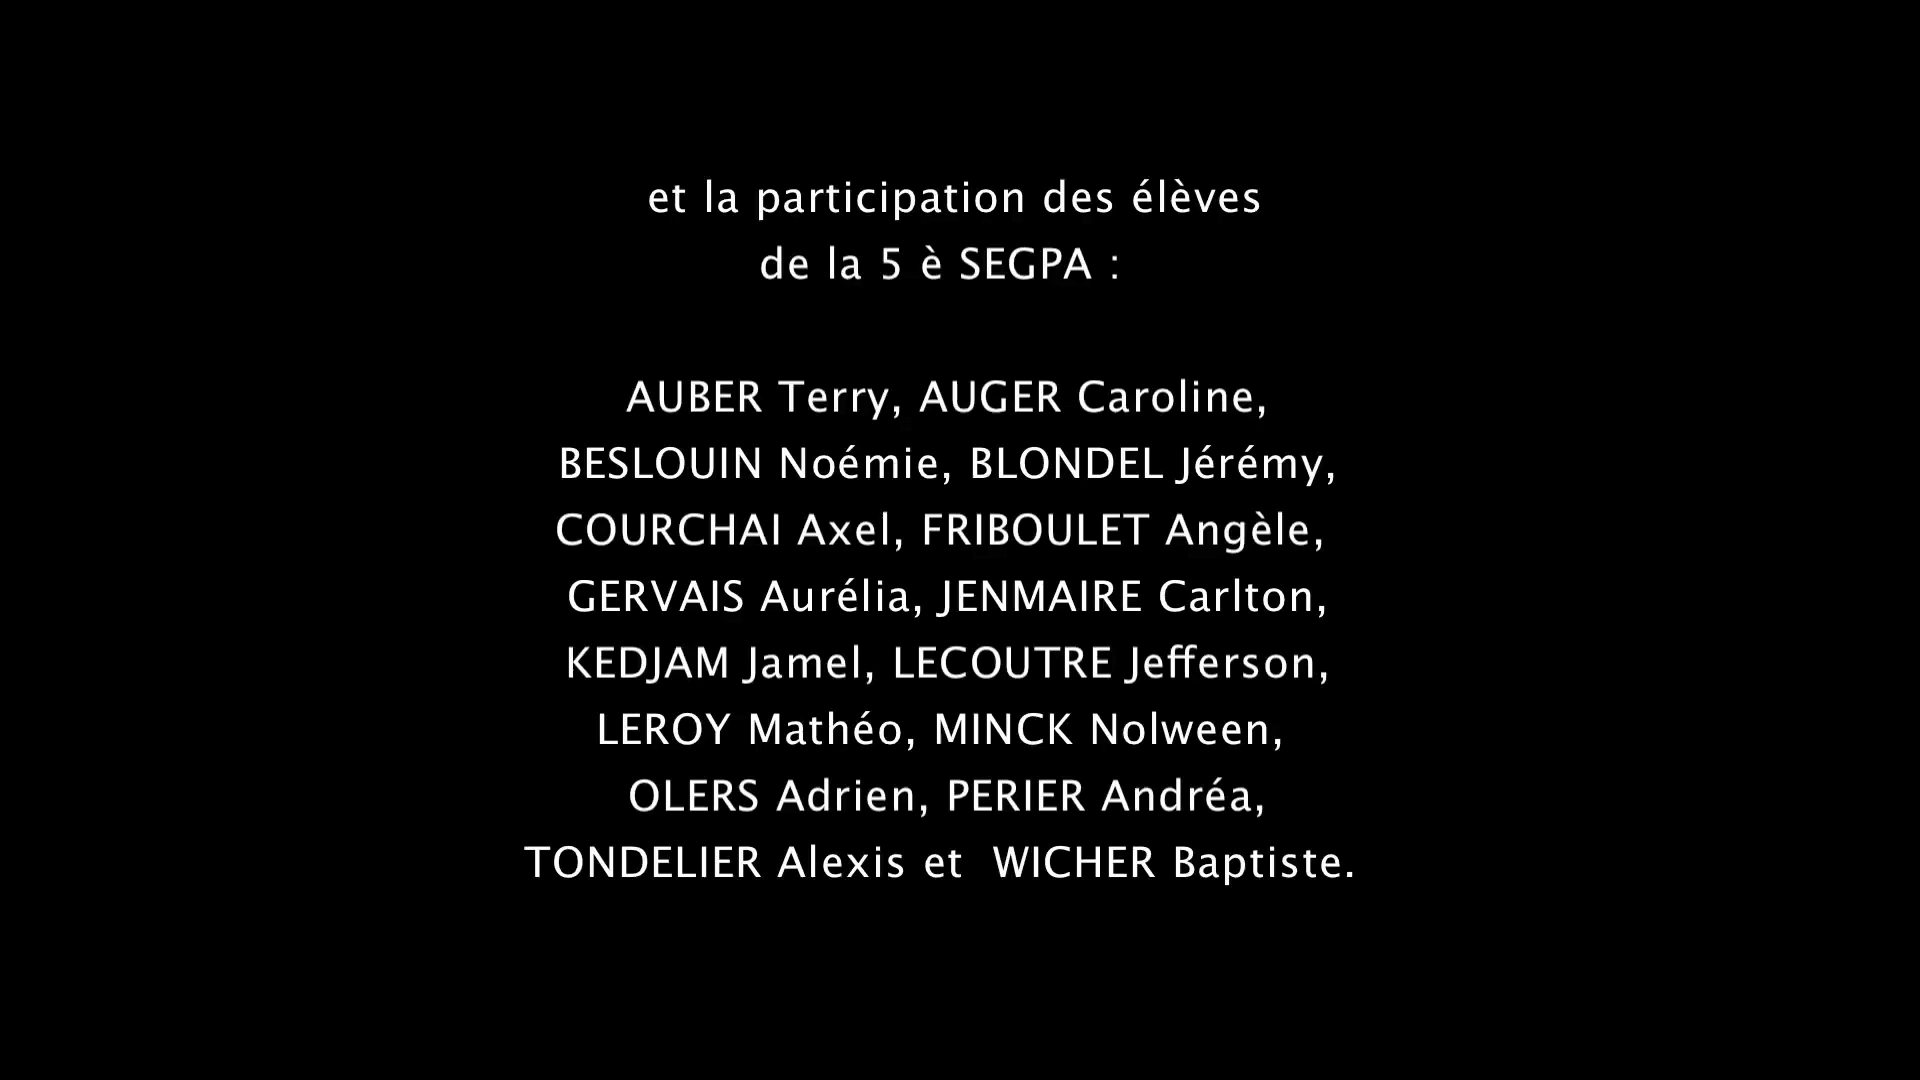 et la participation des élèves
de la 5 è SEGPA :
AUBER Terry, AUGER Caroline,
BESLOUIN Noémie, BLONDEL Jérémy,
COURCHAI Axel, FRIBOULET Angèle,
GERVAIS Aurélia, JENMAIRE Carlton,
KEDJAM Jamel, LECOUTRE Jefferson,
LEROY Mathéo, MINCK Nolween,
OLERS Adrien, PERIER Andréa,
TONDELIER Alexis et  WICHER Baptiste.